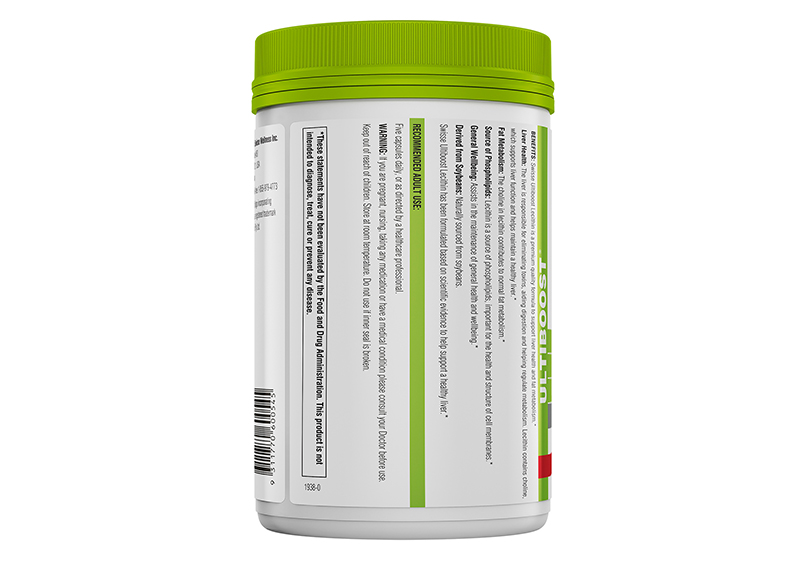 ULTIBOOST
BENEFITS: Swisse Ultiboost Lecithin is a premium quality formula to support liver health and fat metabolism.*
Liver Health: The liver is responsible for eliminating toxins, aiding digestion and helping regulate metabolism. Lecithin contains choline,
which supports liver function and helps maintain a healthy liver.*
Fat Metabolism: The choline in lecithin contributes to normal fat metabolism.*
Source of Phospholipids: Lecithin is a source of phospholipids, important for the health and structure of cell membranes.*
General Wellbeing: Assists in the maintenance of general health and wellbeing.*
Derived from Soybeans: Naturally sourced from soybeans.
Swisse Ultiboost Lecithin has been formulated based on scientific evidence to help support a healthy liver.*
RECOMMENDED ADULT USE:
Five capsules daily, or as directed by a healthcare professional.
WARNING: If you are pregnant, nursing, taking any medication or have a medical condition please consult your Doctor before use.
Keep out of reach of children. Store at room temperature. Do not use if inner seal is broken.
*These statements have not been evaluated by the Food and Drug Administration. This product is not
intended to diagnose, treat, cure or prevent any disease.
1938-0
Wellness Inc.
9 311770 600545